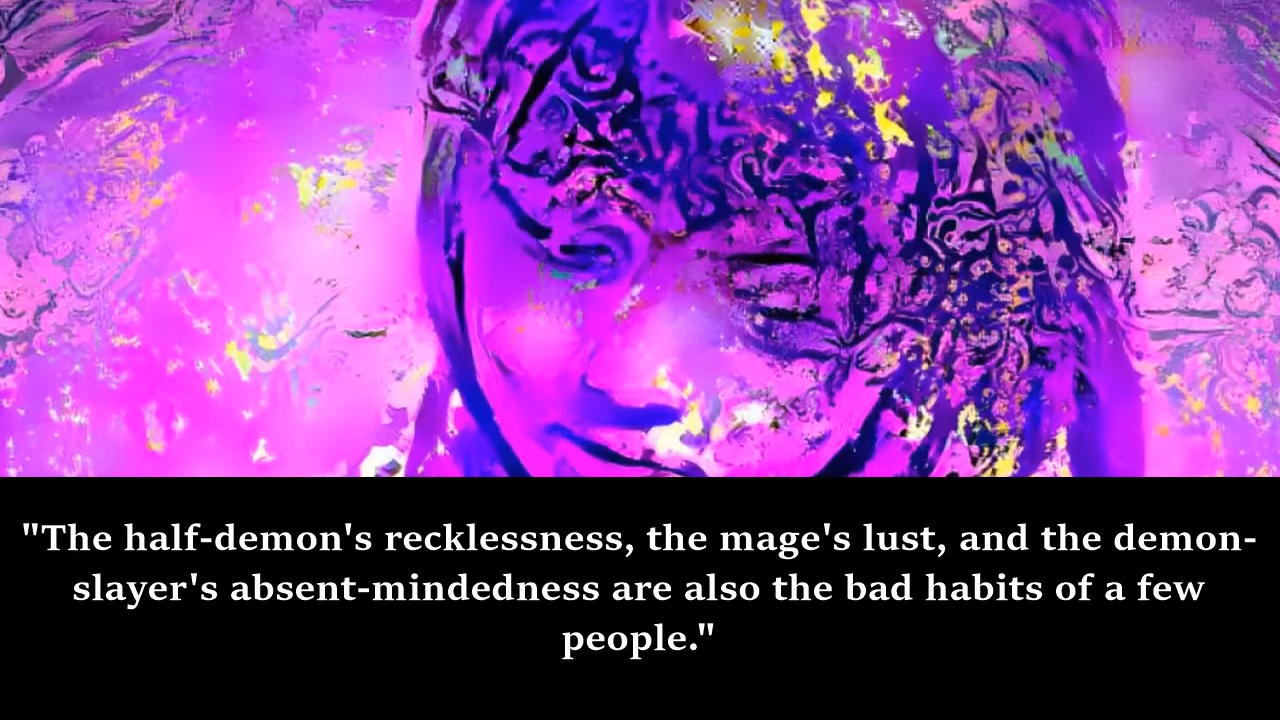 "The half-demon's recklessness, the mage's lust, and the demon-
slayer's absent-mindedness are also the bad habits of a few
people."